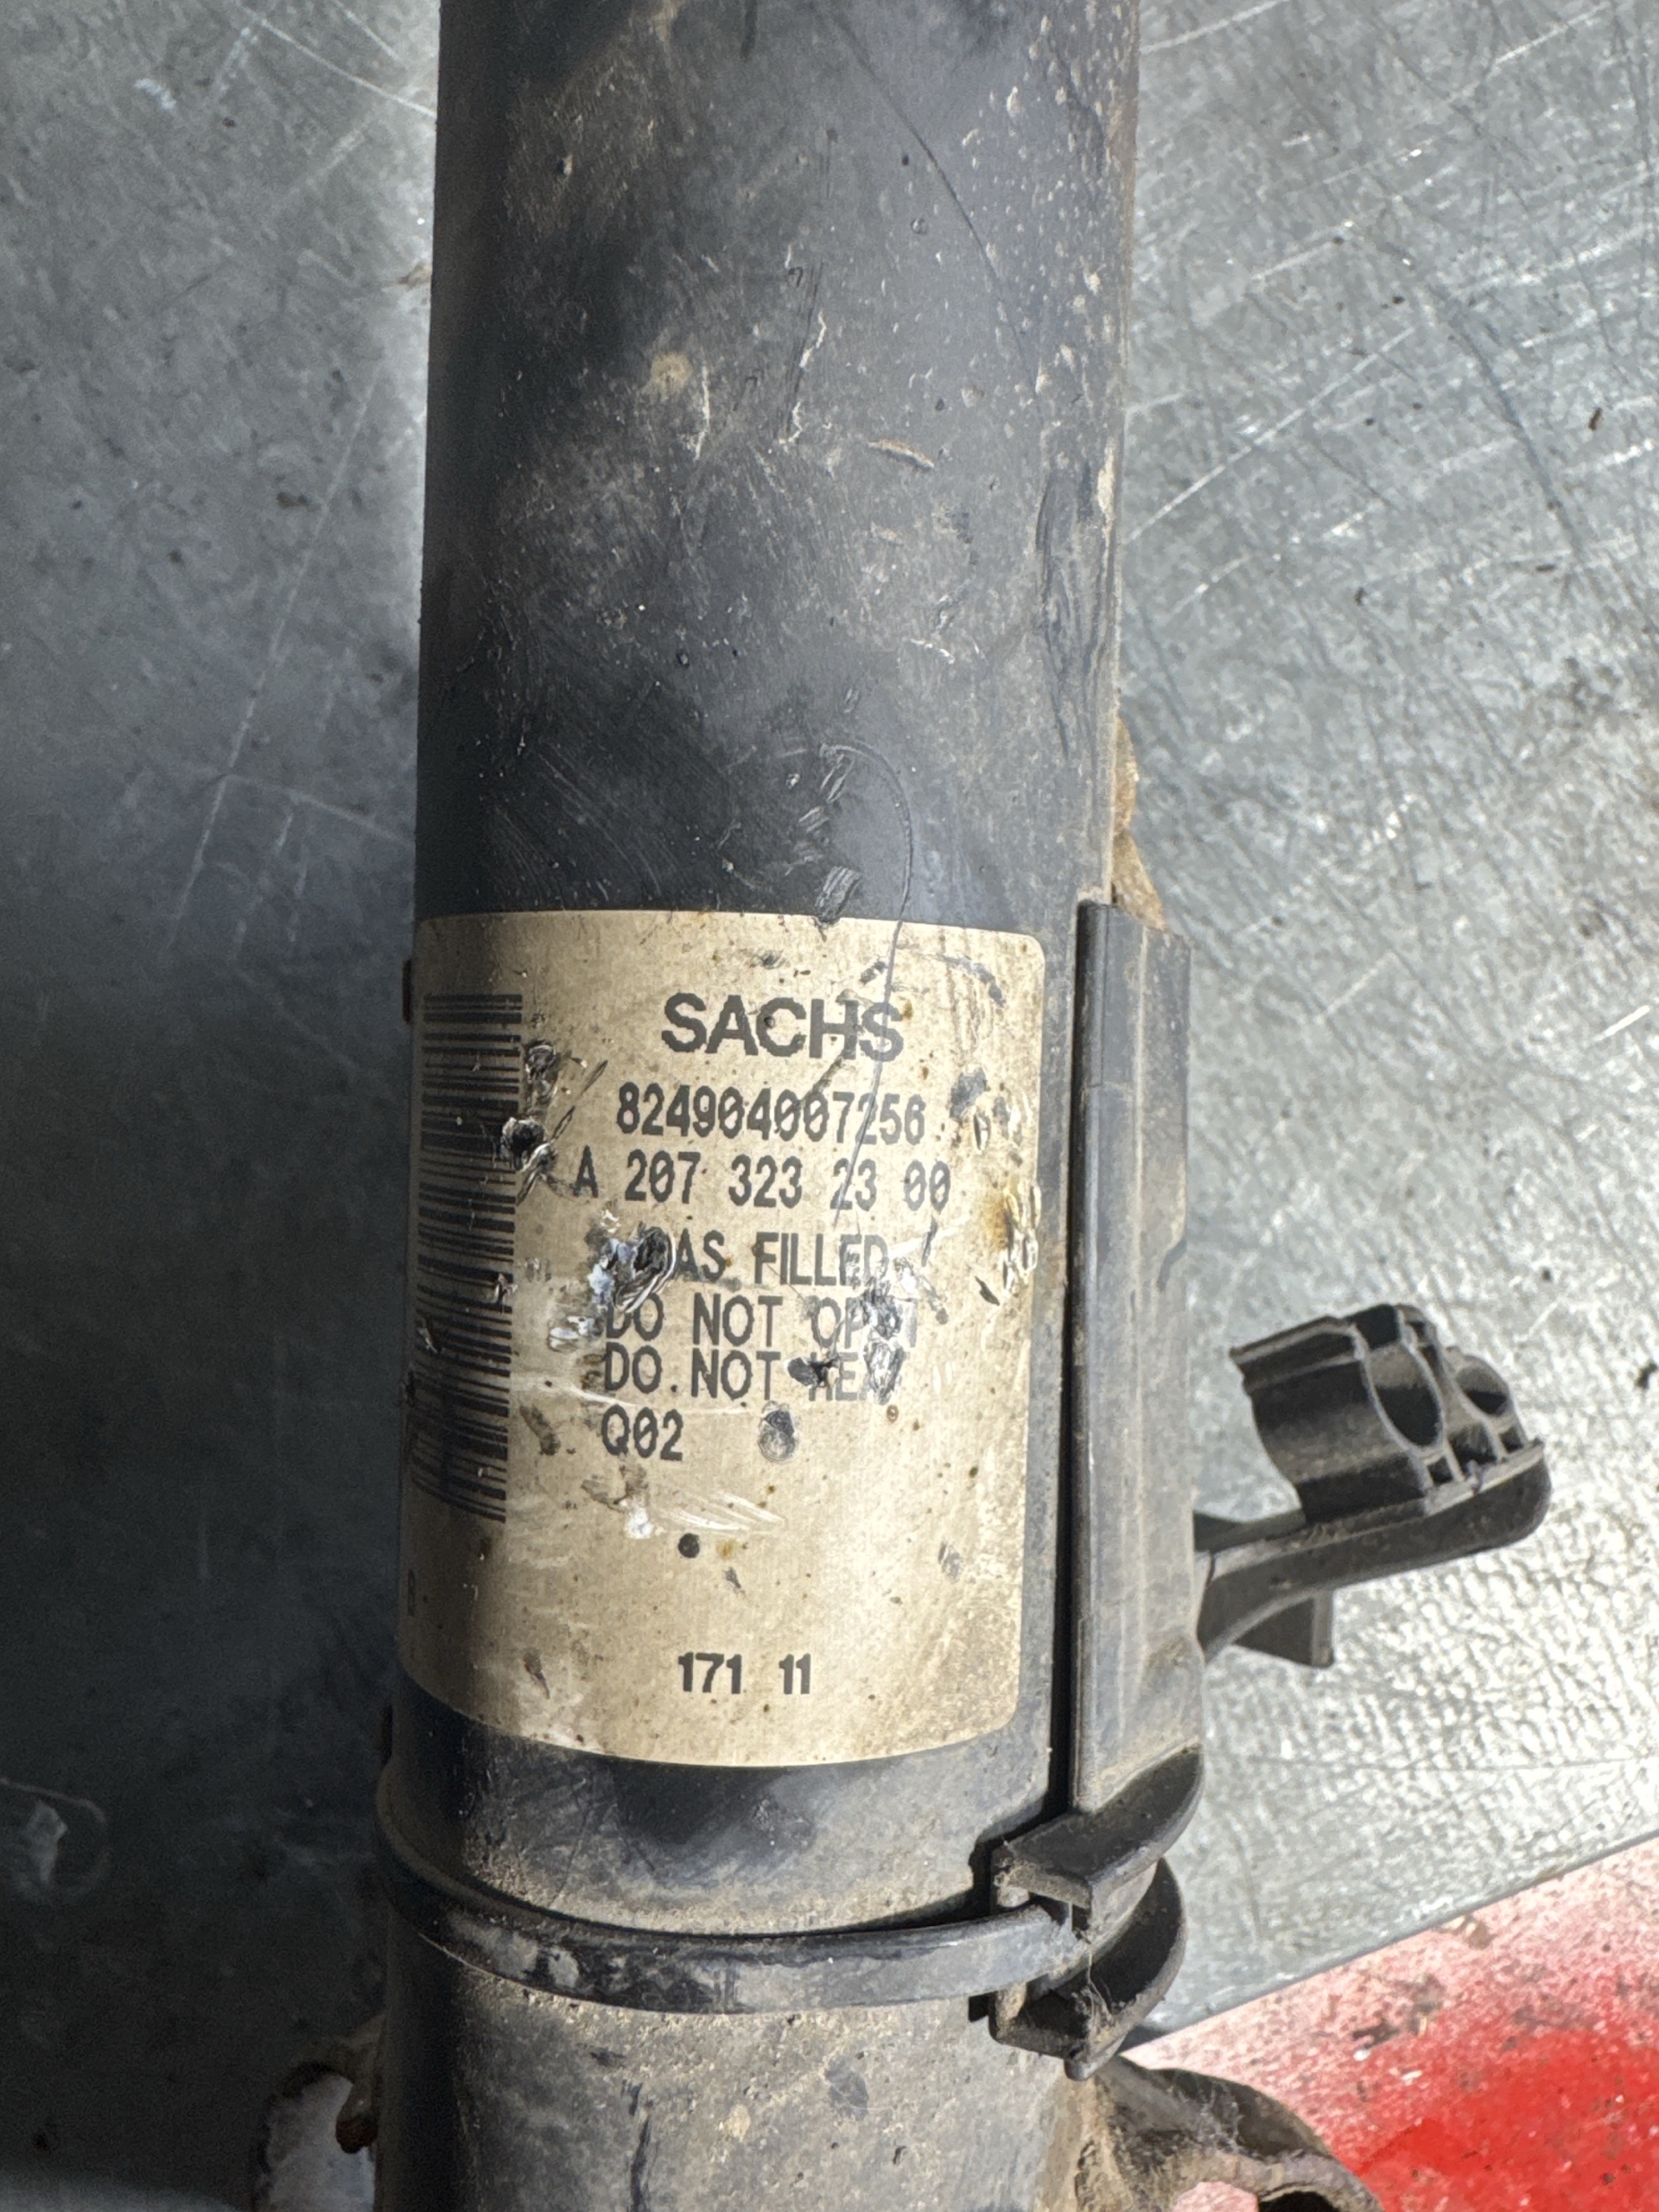 SACHS
824904007256
A 207 323 23 00
FILLED
DO NOT
DO NOT
Q02
171 11